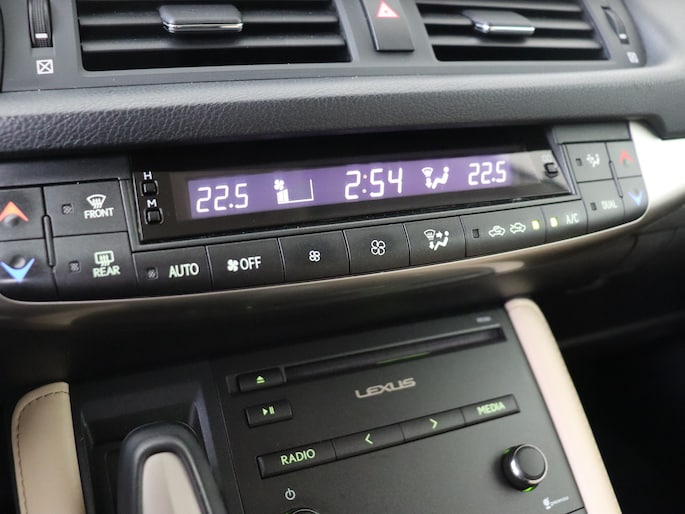 H
M
22.5 2:54 22.5
FRONT
REAR
AUTO
OFF
A/C
DUAL
LEXUS
RADIO
MEDIA